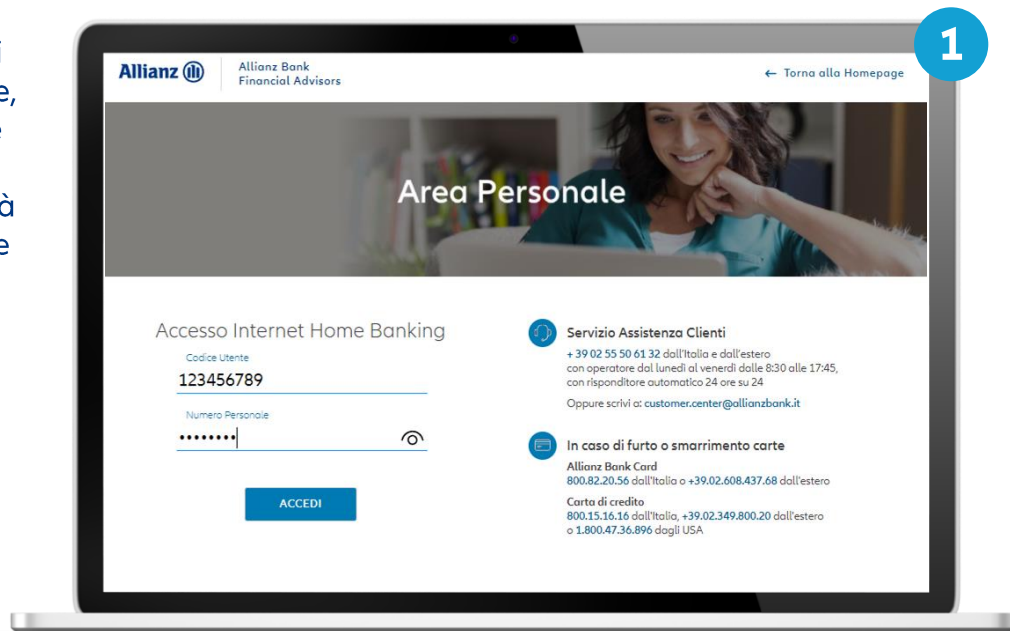 1
Allianz
Allianz Bank
Financial Advisors
← Torna alla Homepage
Area Personale
Accesso Internet Home Banking
Codice Utente
123456789
Numero Personale
••••••••
ACCEDI
Servizio Assistenza Clienti
+ 39 02 55 50 61 32 dall'Italia e dall'estero
con operatore dal lunedì al venerdì dalle 8:30 alle 17:45,
con risponditore automatico 24 ore su 24
Oppure scrivi a: customer.center@allianzbank.it
In caso di furto o smarrimento carte
Allianz Bank Card
800.82.20.56 dall'Italia o +39.02.608.437.68 dall'estero
Carta di credito
800.15.16.16 dall'Italia, +39.02.349.800.20 dall'estero
o 1.800.47.36.896 dagli USA